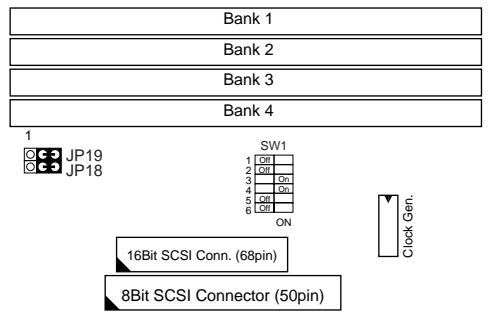 Bank 1
Bank 2
Bank 3
Bank 4
1
JP19
JP18
SW1
1 Off
2 Off
3 On
4 On
5 Off
6 Off
ON
Clock Gen.
16Bit SCSI Conn. (68pin)
8Bit SCSI Connector (50pin)